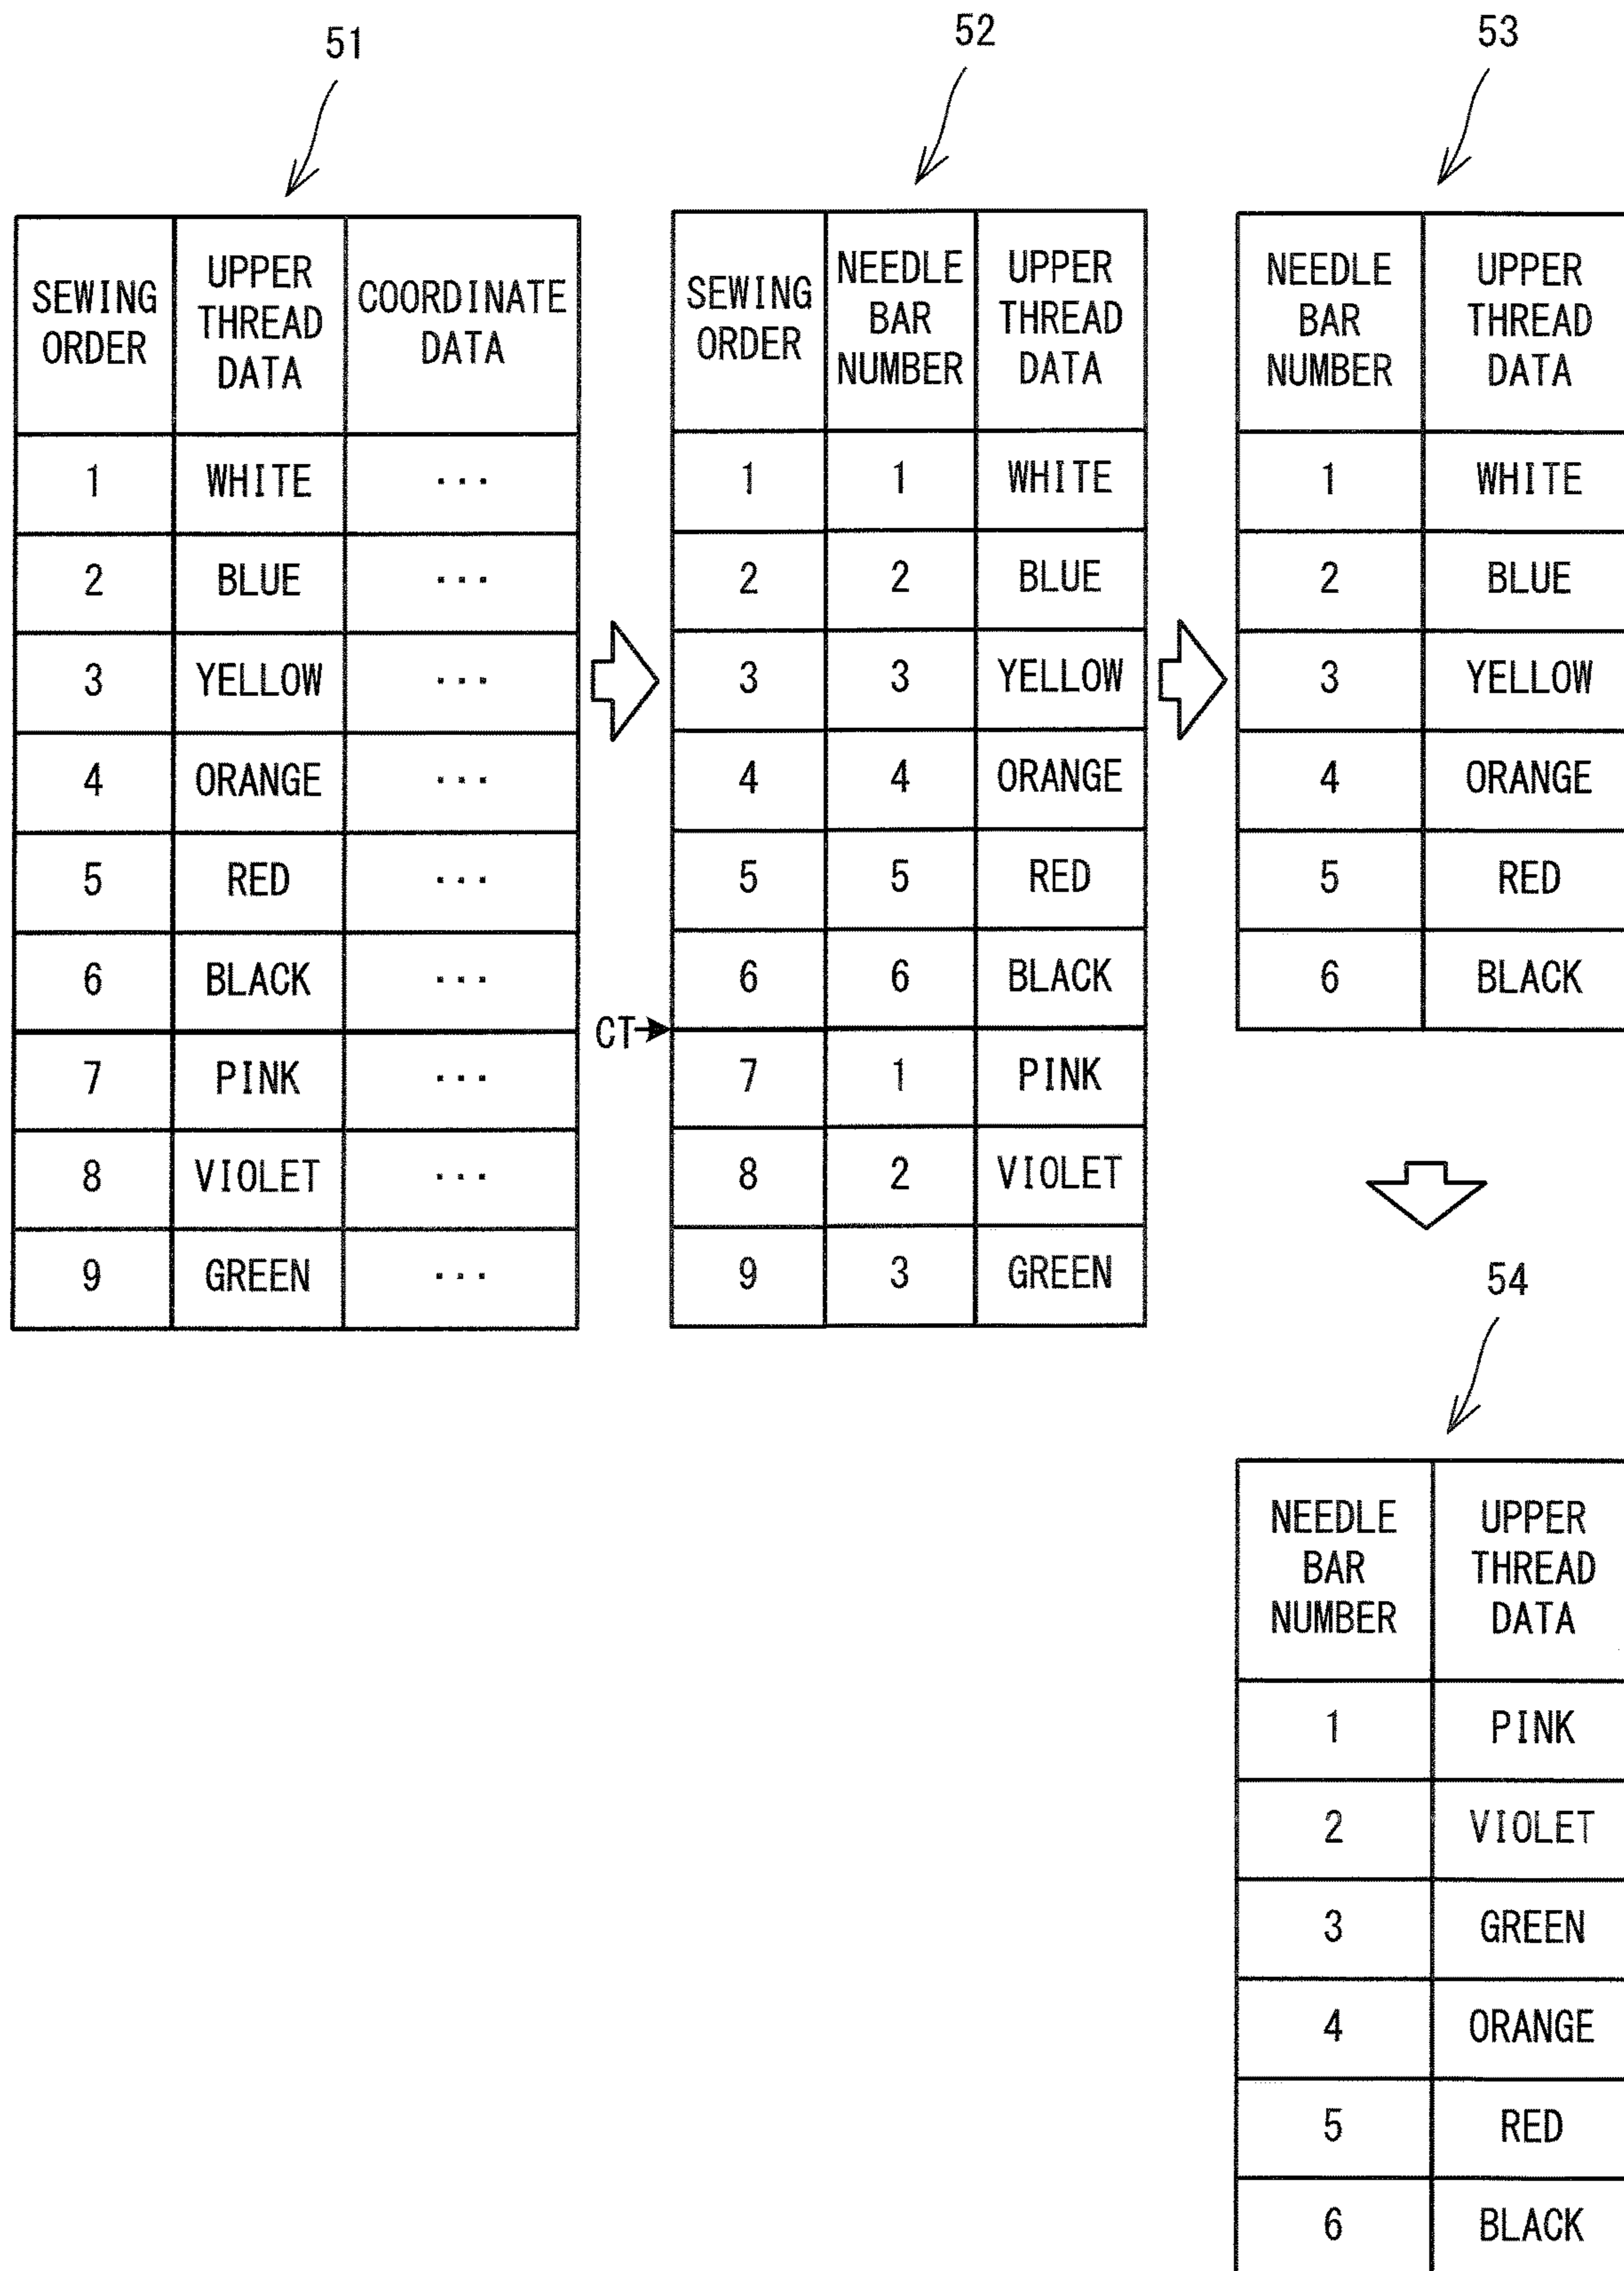 51
SEWING ORDER UPPER THREAD DATA COORDINATE DATA
1 WHITE ...
2 BLUE ...
3 YELLOW ...
4 ORANGE ...
5 RED ...
6 BLACK ...
7 PINK ...
8 VIOLET ...
9 GREEN ...
52
SEWING ORDER NEEDLE BAR NUMBER UPPER THREAD DATA
1 1 WHITE
2 2 BLUE
3 3 YELLOW
4 4 ORANGE
5 5 RED
6 6 BLACK
CT
7 1 PINK
8 2 VIOLET
9 3 GREEN
53
NEEDLE BAR NUMBER UPPER THREAD DATA
1 WHITE
2 BLUE
3 YELLOW
4 ORANGE
5 RED
6 BLACK
54
NEEDLE BAR NUMBER UPPER THREAD DATA
1 PINK
2 VIOLET
3 GREEN
4 ORANGE
5 RED
6 BLACK